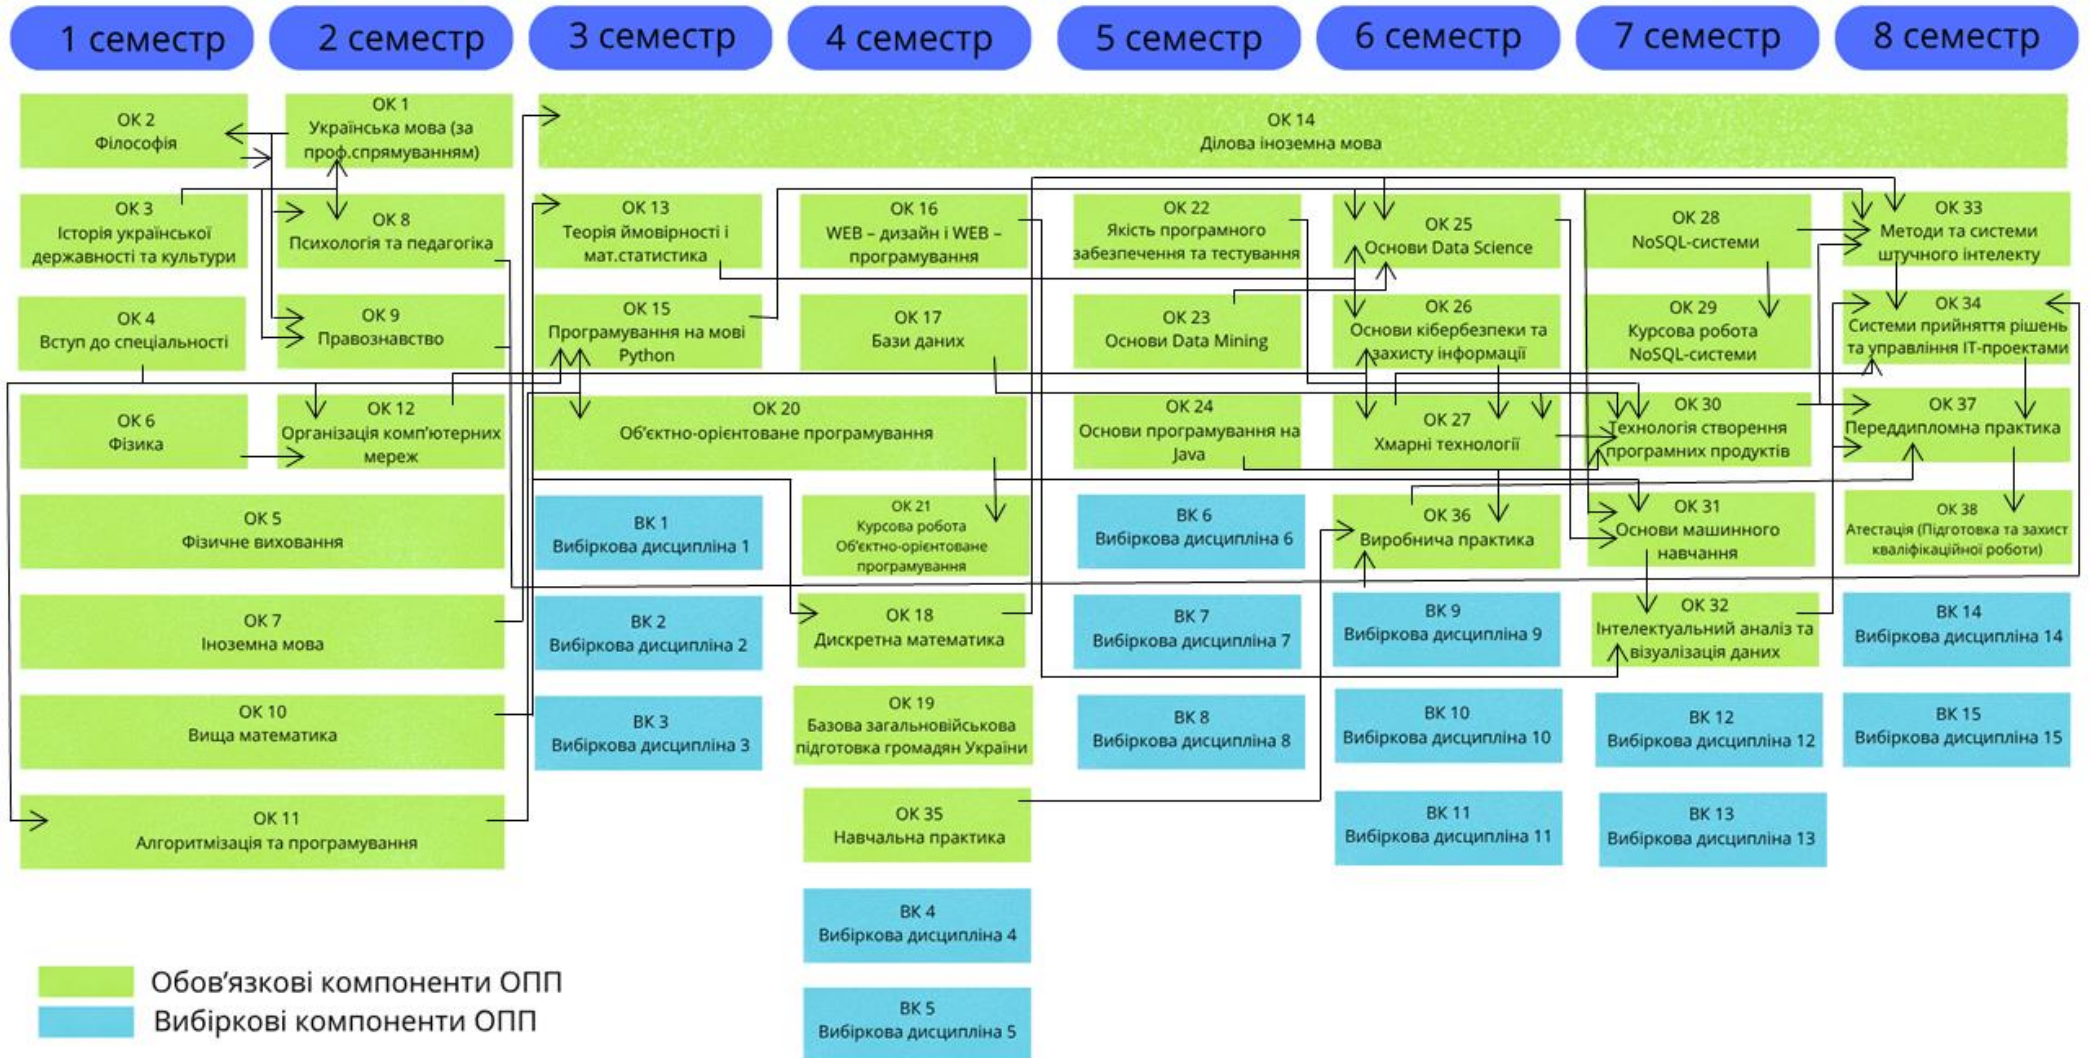 1 семестр
2 семестр
3 семестр
4 семестр
5 семестр
6 семестр
7 семестр
8 семестр
ОК 2
Філософія
ОК 1
Українська мова (за
проф.спрямуванням)
ОК 14
Ділова іноземна мова
ОК 3
Історія української
державності та культури
ОК 8
Психологія та педагогіка
ОК 13
Теорія ймовірності і
мат.статистика
ОК 16
WEB – дизайн і WEB –
програмування
ОК 22
Якість програмного
забезпечення та тестування
ОК 25
Основи Data Science
ОК 28
NoSQL-системи
ОК 33
Методи та системи
штучного інтелекту
ОК 4
Вступ до спеціальності
ОК 9
Правознавство
ОК 15
Програмування на мові
Python
ОК 17
Бази даних
ОК 23
Основи Data Mining
ОК 26
Основи кібербезпеки та
захисту інформації
ОК 29
Курсова робота
NoSQL-системи
ОК 34
Системи прийняття рішень
та управління ІТ-проектами
ОК 6
Фізика
ОК 12
Організація комп'ютерних
мереж
ОК 20
Об'єктно-орієнтоване програмування
ОК 24
Основи програмування на
Java
ОК 27
Хмарні технології
ОК 30
Технологія створення
програмних продуктів
ОК 37
Переддипломна практика
ОК 5
Фізичне виховання
ВК 1
Вибіркова дисципліна 1
ОК 21
Курсова робота
Об'єктно-орієнтоване
програмування
ВК 6
Вибіркова дисципліна 6
ОК 36
Виробнича практика
ОК 31
Основи машинного
навчання
ОК 38
Атестація (Підготовка та захист
кваліфікаційної роботи)
ОК 7
Іноземна мова
ВК 2
Вибіркова дисципліна 2
ОК 18
Дискретна математика
ВК 7
Вибіркова дисципліна 7
ВК 9
Вибіркова дисципліна 9
ОК 32
Інтелектуальний аналіз та
візуалізація даних
ВК 14
Вибіркова дисципліна 14
ОК 10
Вища математика
ВК 3
Вибіркова дисципліна 3
ОК 19
Базова загальновійськова
підготовка громадян України
ВК 8
Вибіркова дисципліна 8
ВК 10
Вибіркова дисципліна 10
ВК 12
Вибіркова дисципліна 12
ВК 15
Вибіркова дисципліна 15
ОК 11
Алгоритмізація та програмування
ОК 35
Навчальна практика
ВК 11
Вибіркова дисципліна 11
ВК 13
Вибіркова дисципліна 13
ВК 4
Вибіркова дисципліна 4
ВК 5
Вибіркова дисципліна 5
Обов'язкові компоненти ОПП
Вибіркові компоненти ОПП